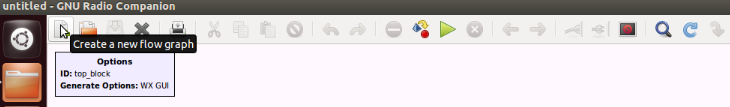 untitled - GNU Radio Companion
Create a new flow graph
Options
ID: top_block
Generate Options: WX GUI